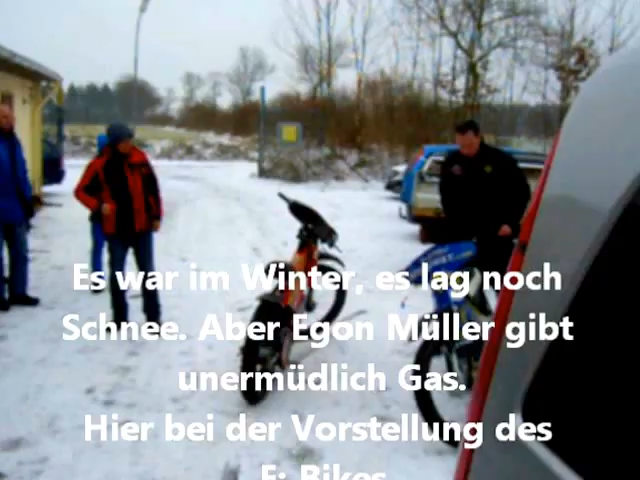 Es war im Winter, es lag noch
Schnee. Aber Egon Müller gibt
unermüdlich Gas.
Hier bei der Vorstellung des
E: Bikes